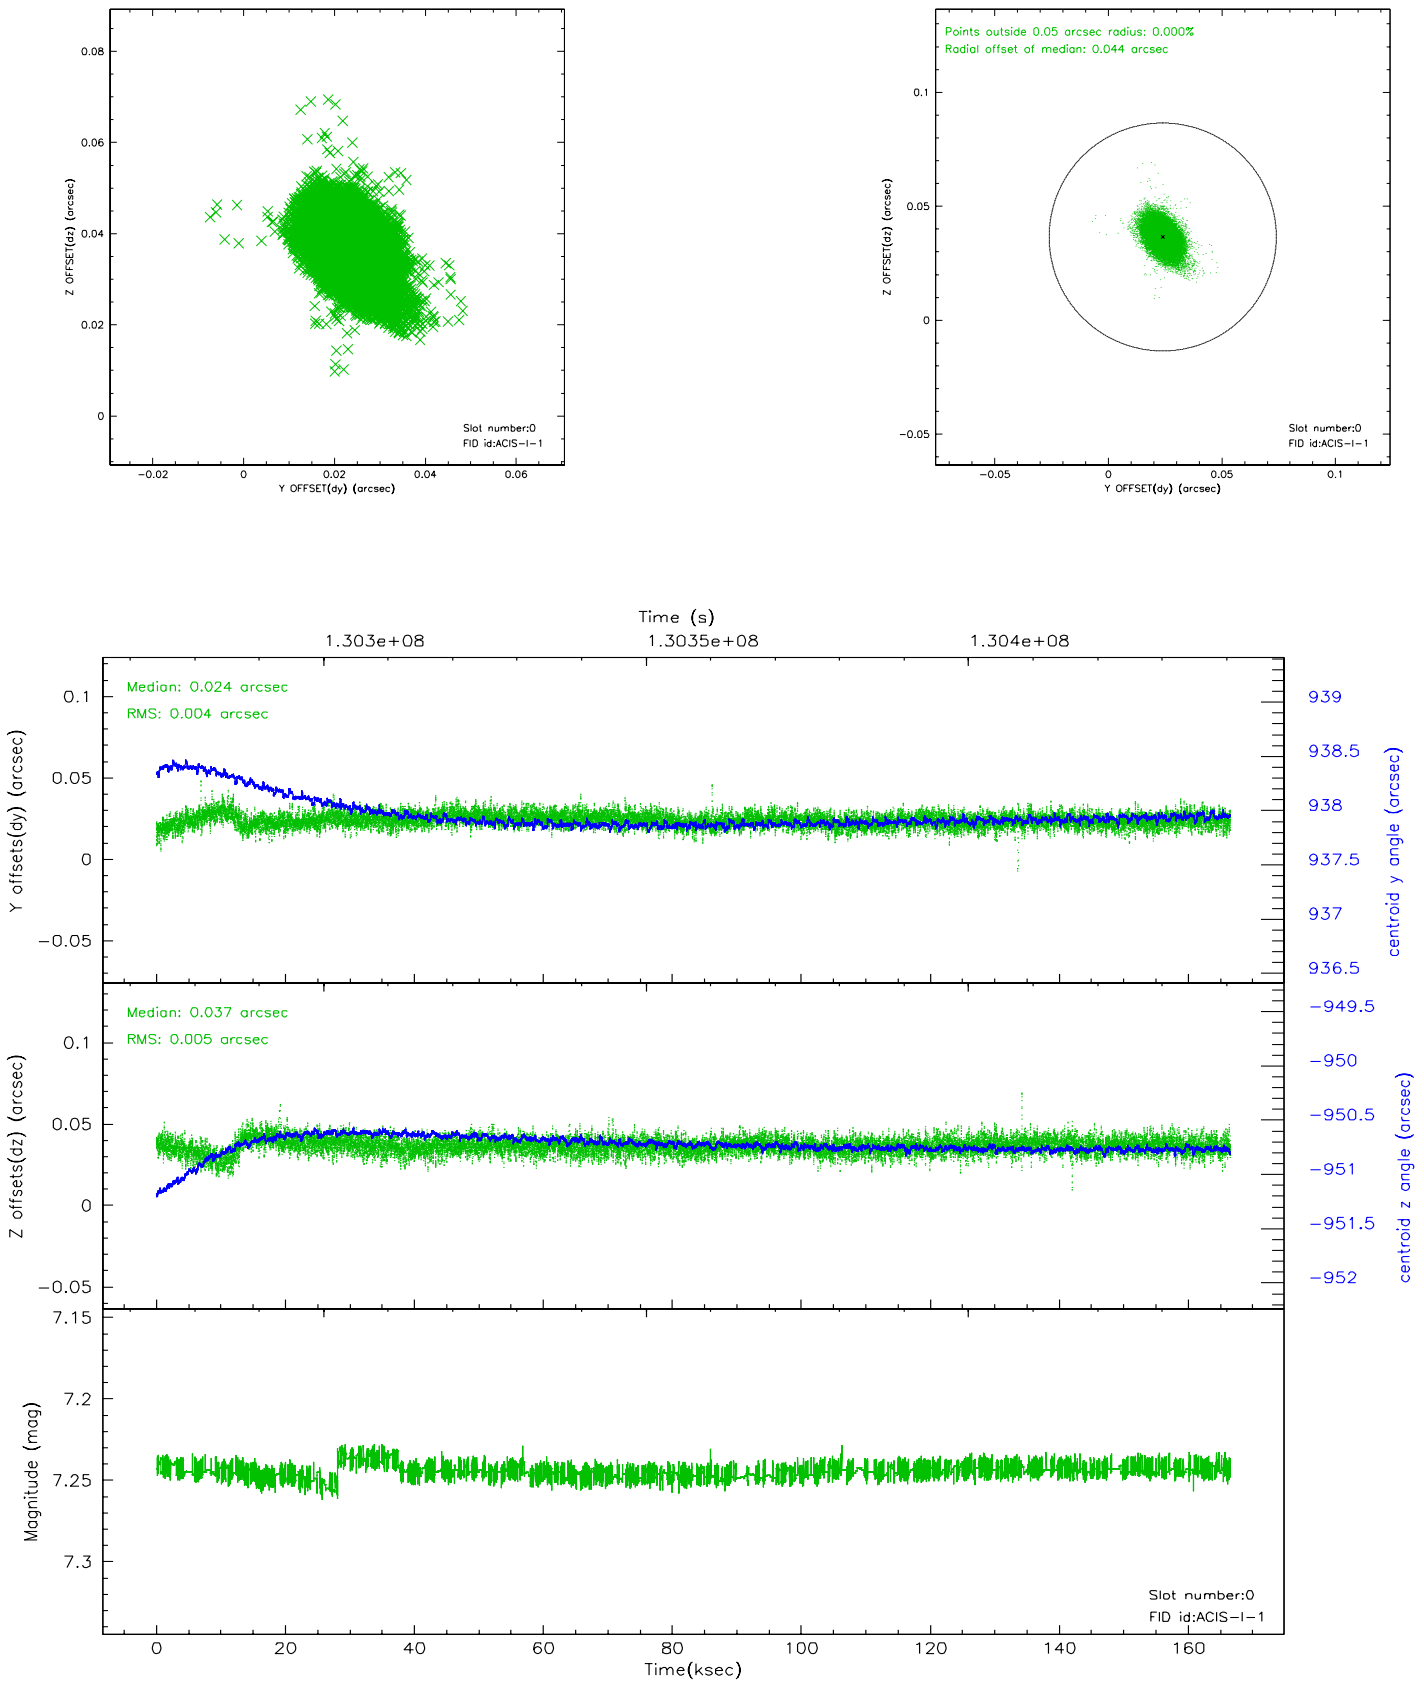 0.08
0.06
0.04
0.02
0
Z OFFSET(dz) (arcsec)
Slot number:0
FID id:ACIS-I-1
-0.02 0 0.02 0.04 0.06
Y OFFSET(dy) (arcsec)
Points outside 0.05 arcsec radius: 0.000%
Radial offset of median: 0.044 arcsec
0.1
0.05
0
-0.05
Z OFFSET(dz) (arcsec)
Slot number:0
FID id:ACIS-I-1
-0.05 0 0.05 0.1
Y OFFSET(dy) (arcsec)
Time (s)
1.303e+08 1.3035e+08 1.304e+08
Median: 0.024 arcsec
RMS: 0.004 arcsec
0.1
0.05
0
-0.05
Y offsets(dy) (arcsec)
939
938.5
938
937.5
937
936.5
centroid y angle (arcsec)
Median: 0.037 arcsec
RMS: 0.005 arcsec
0.1
0.05
0
-0.05
Z offsets(dz) (arcsec)
-949.5
-950
-950.5
-951
-951.5
-952
centroid z angle (arcsec)
7.15
7.2
7.25
7.3
Magnitude (mag)
Slot number:0
FID id:ACIS-I-1
0 20 40 60 80 100 120 140 160
Time(ksec)